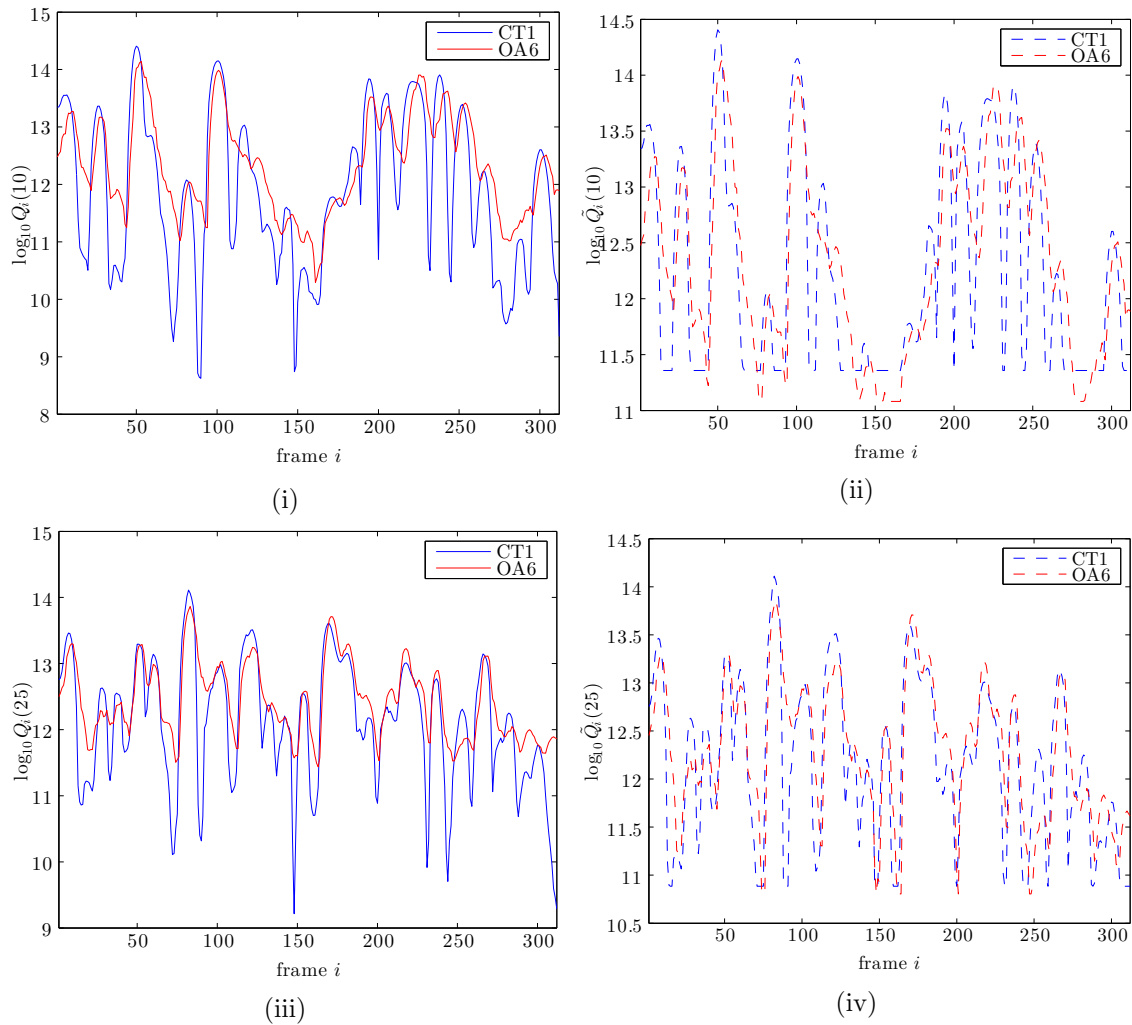 15
14
13
12
11
10
9
8
log₁₀ Q_i(10)
CT1
OA6
50 100 150 200 250 300
frame i
(i)
14.5
14
13.5
13
12.5
12
11.5
11
log₁₀ Q̃_i(10)
CT1
OA6
50 100 150 200 250 300
frame i
(ii)
15
14
13
12
11
10
9
log₁₀ Q_i(25)
CT1
OA6
50 100 150 200 250 300
frame i
(iii)
14.5
14
13.5
13
12.5
12
11.5
11
10.5
log₁₀ Q̃_i(25)
CT1
OA6
50 100 150 200 250 300
frame i
(iv)